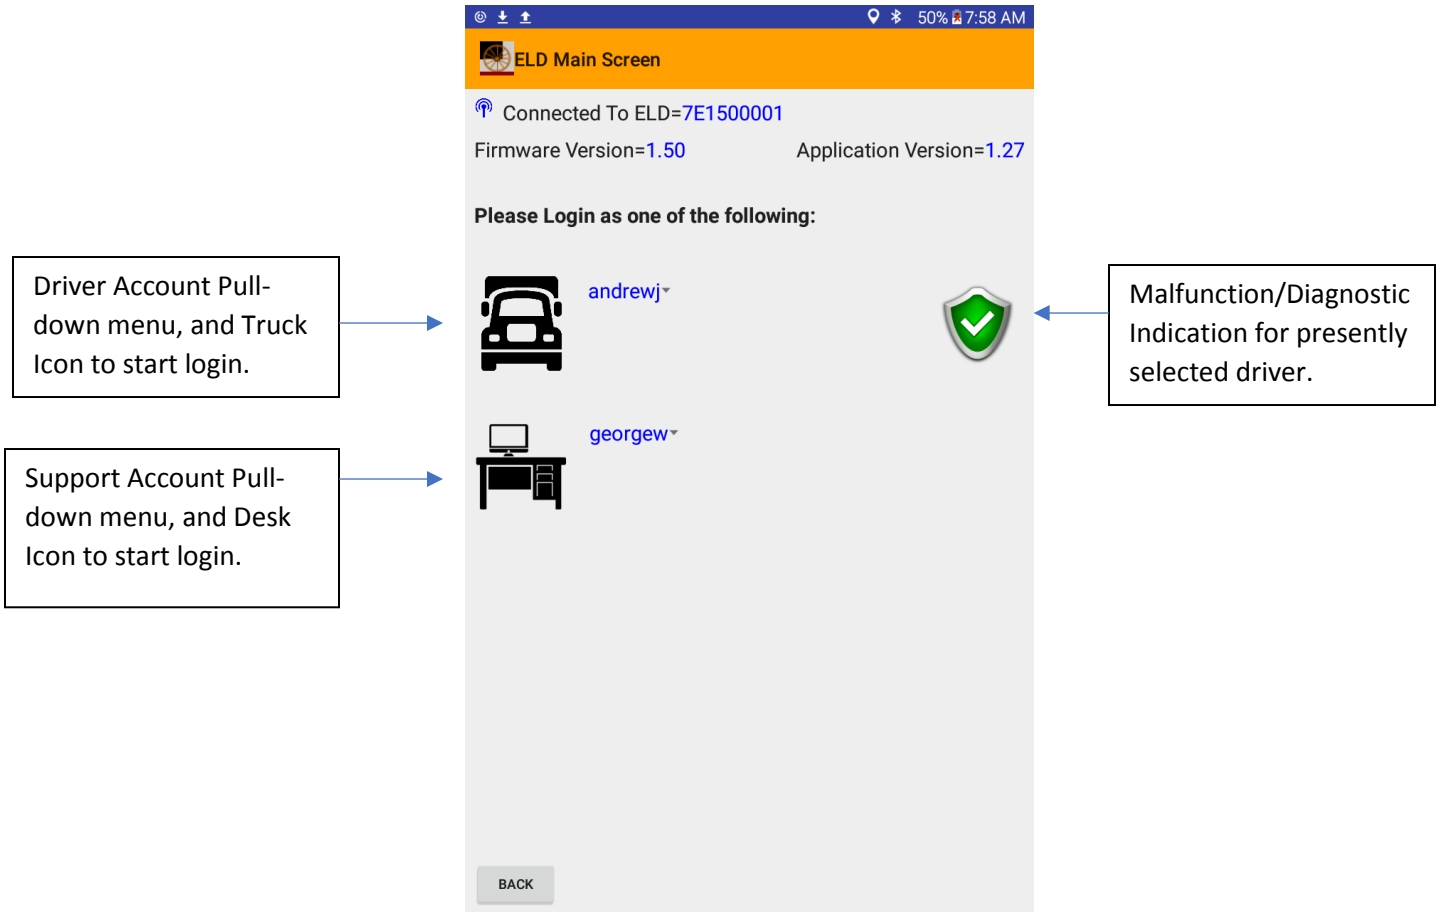 50% 7:58 AM
ELD Main Screen
Connected To ELD=7E1500001
Firmware Version=1.50 Application Version=1.27
Please Login as one of the following:
Driver Account Pull-
down menu, and Truck
Icon to start login.
andrewj
Malfunction/Diagnostic
Indication for presently
selected driver.
Support Account Pull-
down menu, and Desk
Icon to start login.
georgew
BACK